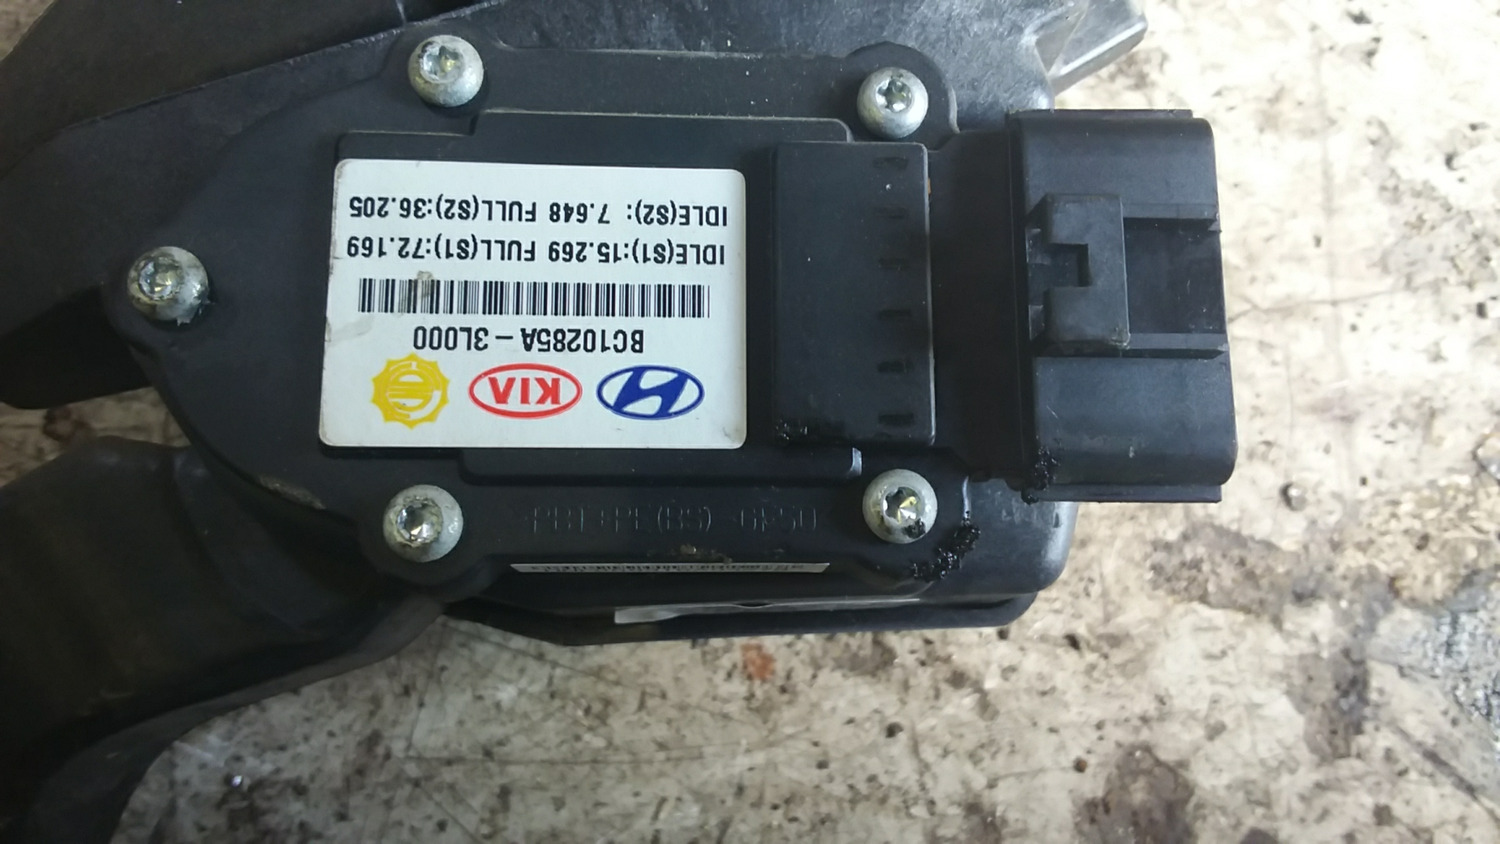 KIA
BC10285A-3L000
IDLE(S1):15.269 FULL(S1):72.169
IDLE(S2): 7.648 FULL(S2):36.205